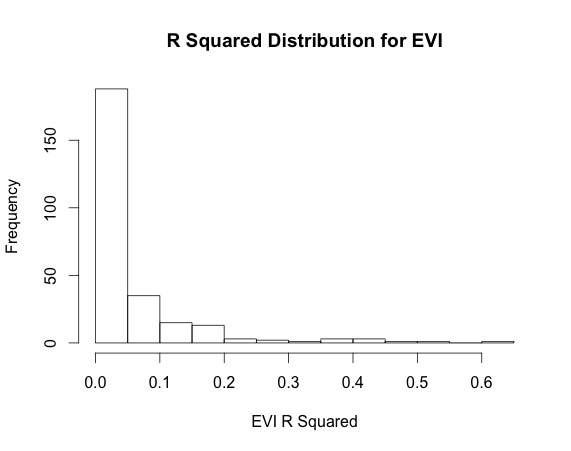 R Squared Distribution for EVI
Frequency
150
100
50
0
0.0 0.1 0.2 0.3 0.4 0.5 0.6
EVI R Squared